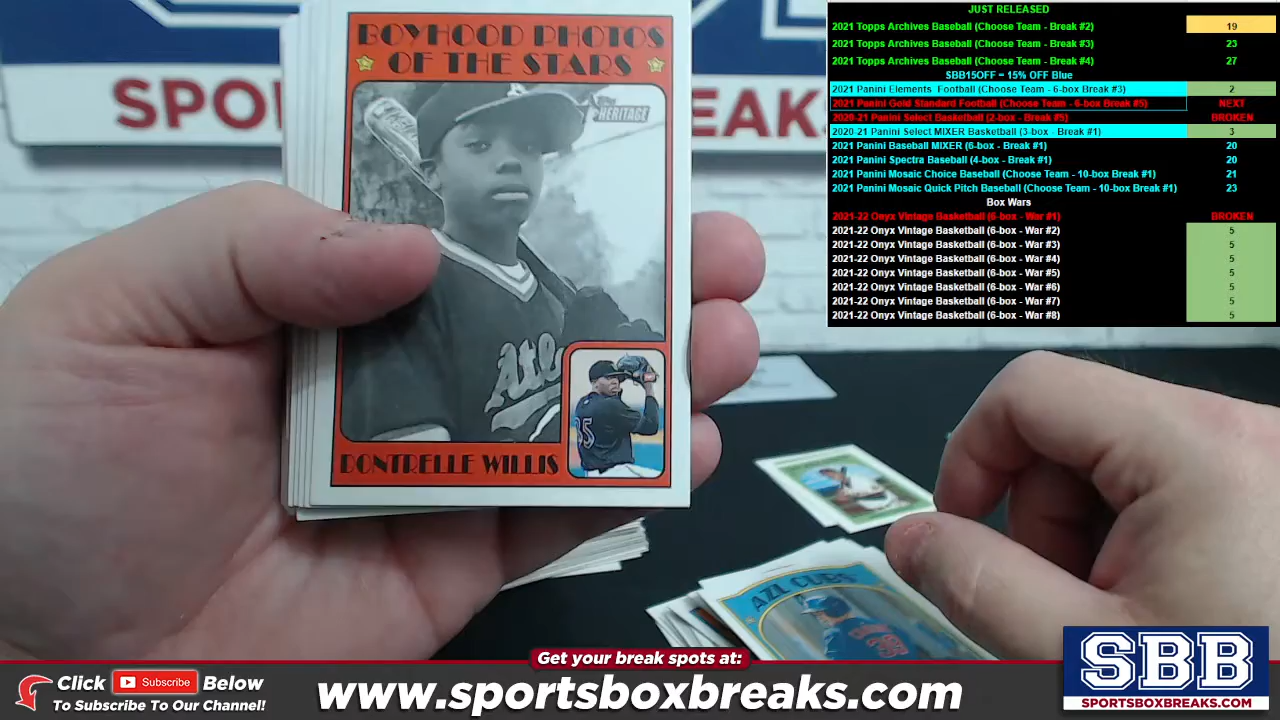 BOYHOOD PHOTOS
OF THE STARS
HERITAGE
DONTRELLE WILLIS
35
AZL CUBS
SPO
EAK
JUST RELEASED
2021 Topps Archives Baseball (Choose Team - Break #2) 19
2021 Topps Archives Baseball (Choose Team - Break #3) 23
2021 Topps Archives Baseball (Choose Team - Break #4) 27
SBB15OFF = 15% OFF Blue
2021 Panini Elements Football (Choose Team - 6-box Break #3) 2
2021 Panini Gold Standard Football (Choose Team - 6-box Break #5) NEXT
2020-21 Panini Select Basketball (2-box - Break #5) BROKEN
2020-21 Panini Select MIXER Basketball (3-box - Break #1) 3
2021 Panini Baseball MIXER (6-box - Break #1) 20
2021 Panini Spectra Baseball (4-box - Break #1) 20
2021 Panini Mosaic Choice Baseball (Choose Team - 10-box Break #1) 21
2021 Panini Mosaic Quick Pitch Baseball (Choose Team - 10-box Break #1) 23
Box Wars
2021-22 Onyx Vintage Basketball (6-box - War #1) BROKEN
2021-22 Onyx Vintage Basketball (6-box - War #2) 5
2021-22 Onyx Vintage Basketball (6-box - War #3) 5
2021-22 Onyx Vintage Basketball (6-box - War #4) 5
2021-22 Onyx Vintage Basketball (6-box - War #5) 5
2021-22 Onyx Vintage Basketball (6-box - War #6) 5
2021-22 Onyx Vintage Basketball (6-box - War #7) 5
2021-22 Onyx Vintage Basketball (6-box - War #8) 5
Get your break spots at:
Click Subscribe Below
To Subscribe To Our Channel!
www.sportsboxbreaks.com
SBB
SPORTSBOXBREAKS.COM